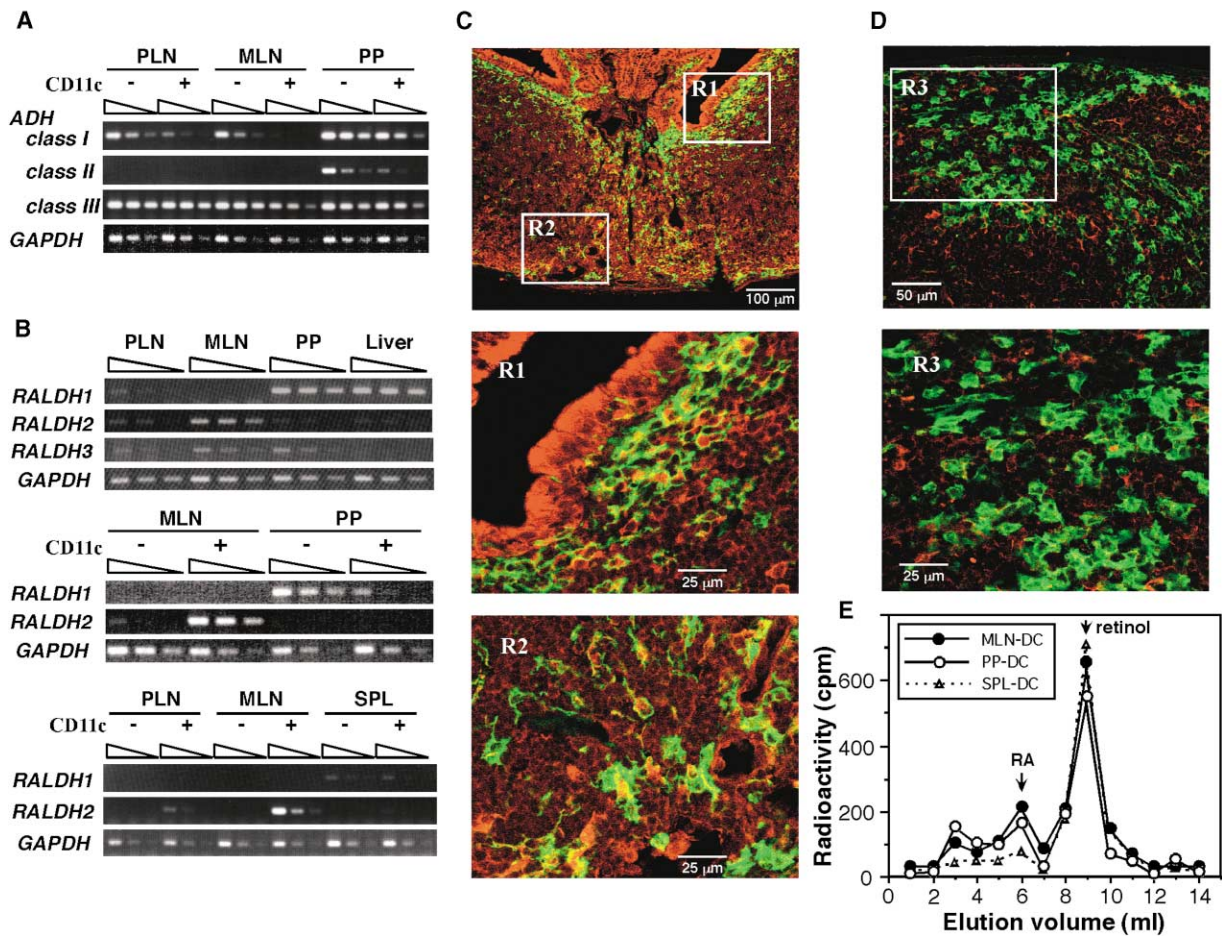 A
PLN MLN PP
CD11c - + - + - +
ADH
class I
class II
class III
GAPDH
B
PLN MLN PP Liver
RALDH1
RALDH2
RALDH3
GAPDH
MLN PP
CD11c - + - +
RALDH1
RALDH2
GAPDH
PLN MLN SPL
CD11c - + - + - +
RALDH1
RALDH2
GAPDH
C
R1
R2
100 μm
R1
25 μm
R2
25 μm
D
R3
50 μm
R3
25 μm
E
MLN-DC
PP-DC
SPL-DC
retinol
RA
Radioactivity (cpm)
600
400
200
0
0 2 4 6 8 10 12 14
Elution volume (ml)